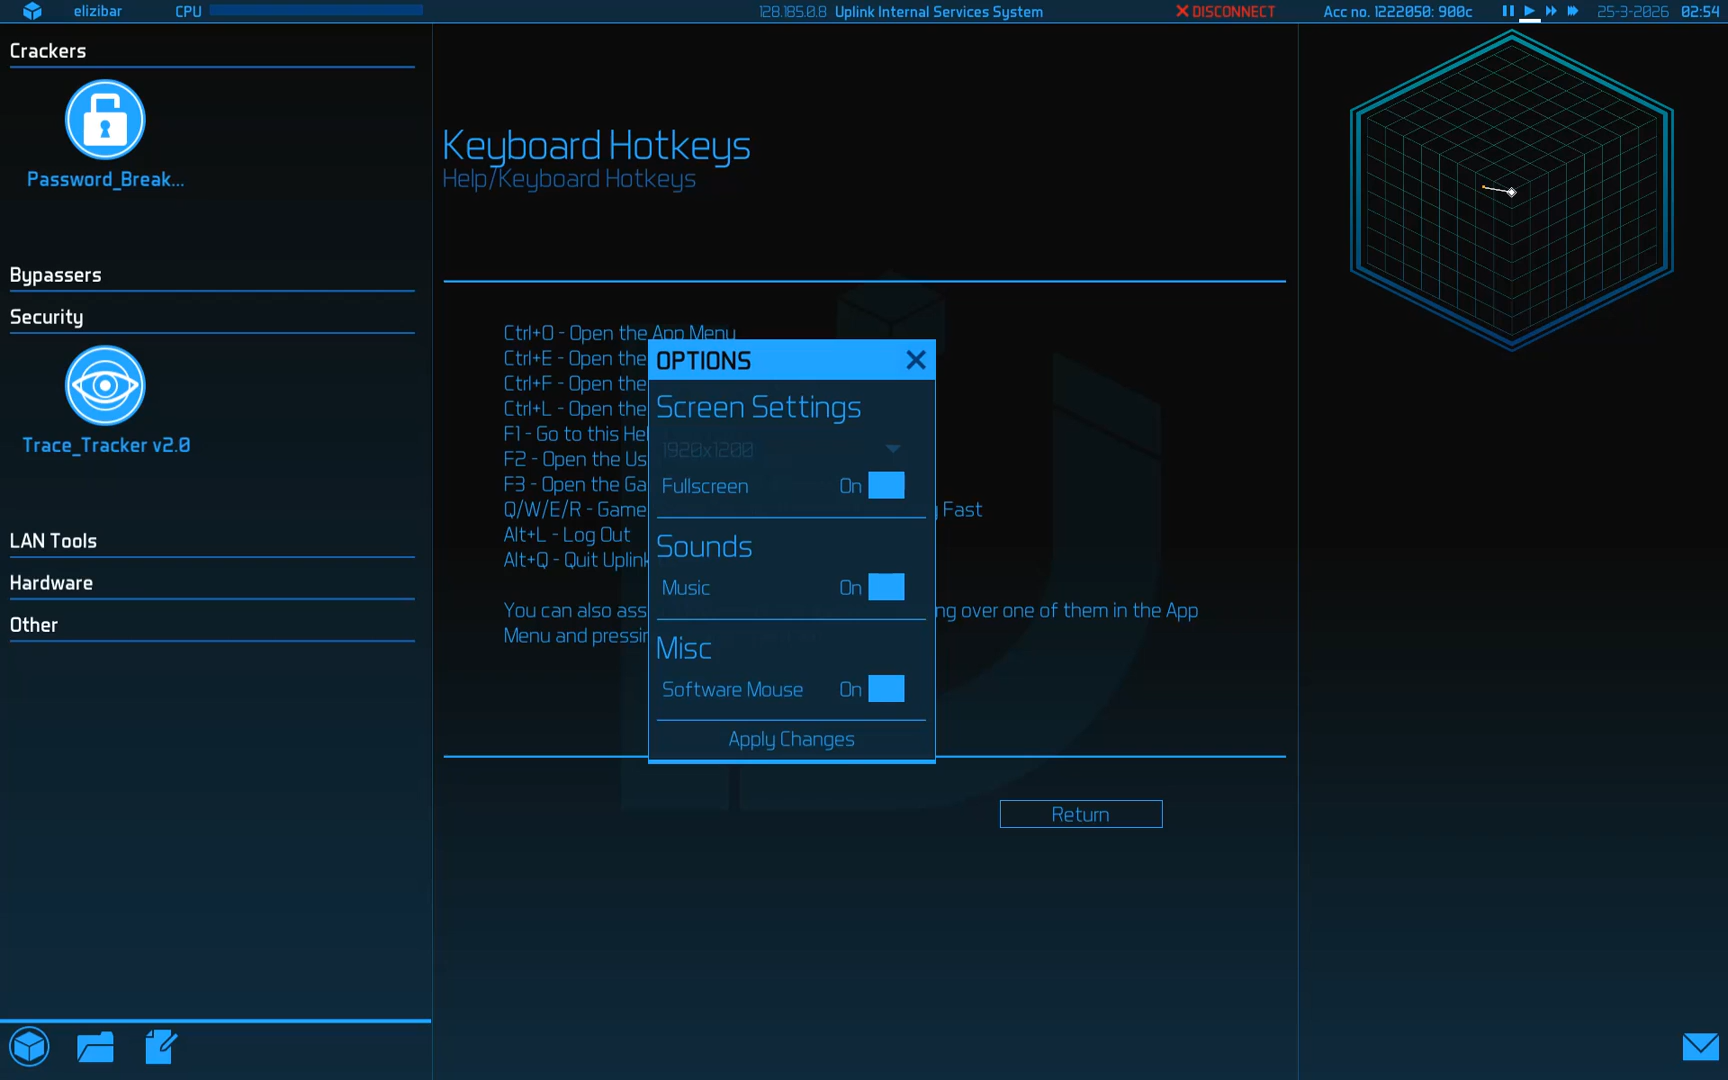 elizibar
CPU
128.185.0.8 Uplink Internal Services System
DISCONNECT
Acc no. 1222050: 900c
25-3-2026 02:54
Crackers
Password_Break...
Bypassers
Security
Trace_Tracker v2.0
LAN Tools
Hardware
Other
Keyboard Hotkeys
Help/Keyboard Hotkeys
Ctrl+O - Open the App Menu
Ctrl+E - Open the
Ctrl+F - Open the
Ctrl+L - Open the
F1 - Go to this Hel
F2 - Open the Us
F3 - Open the Ga
Q/W/E/R - Game
g Fast
Alt+L - Log Out
Alt+Q - Quit Uplink
You can also ass
ng over one of them in the App
Menu and pressin
OPTIONS
Screen Settings
1920x1200
Fullscreen On
Sounds
Music On
Misc
Software Mouse On
Apply Changes
Return